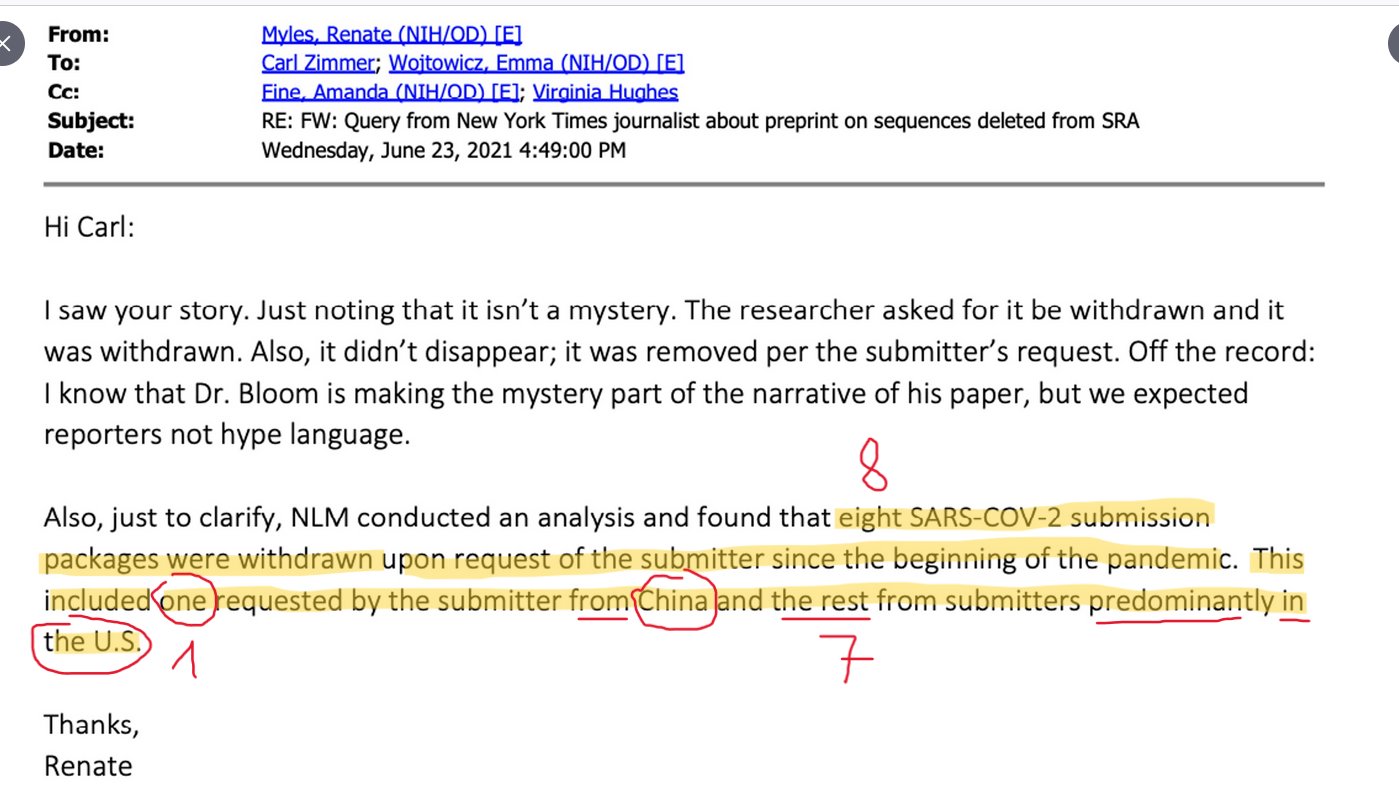 From: Myles, Renate (NIH/OD) [E]
To: Carl Zimmer; Wojtowicz, Emma (NIH/OD) [E]
Cc: Fine, Amanda (NIH/OD) [E]; Virginia Hughes
Subject: RE: FW: Query from New York Times journalist about preprint on sequences deleted from SRA
Date: Wednesday, June 23, 2021 4:49:00 PM
Hi Carl:
I saw your story. Just noting that it isn’t a mystery. The researcher asked for it be withdrawn and it
was withdrawn. Also, it didn’t disappear; it was removed per the submitter’s request. Off the record:
I know that Dr. Bloom is making the mystery part of the narrative of his paper, but we expected
reporters not hype language.
8
Also, just to clarify, NLM conducted an analysis and found that eight SARS-COV-2 submission
packages were withdrawn upon request of the submitter since the beginning of the pandemic. This
included one requested by the submitter from China and the rest from submitters predominantly in
the U.S.
1 7
Thanks,
Renate